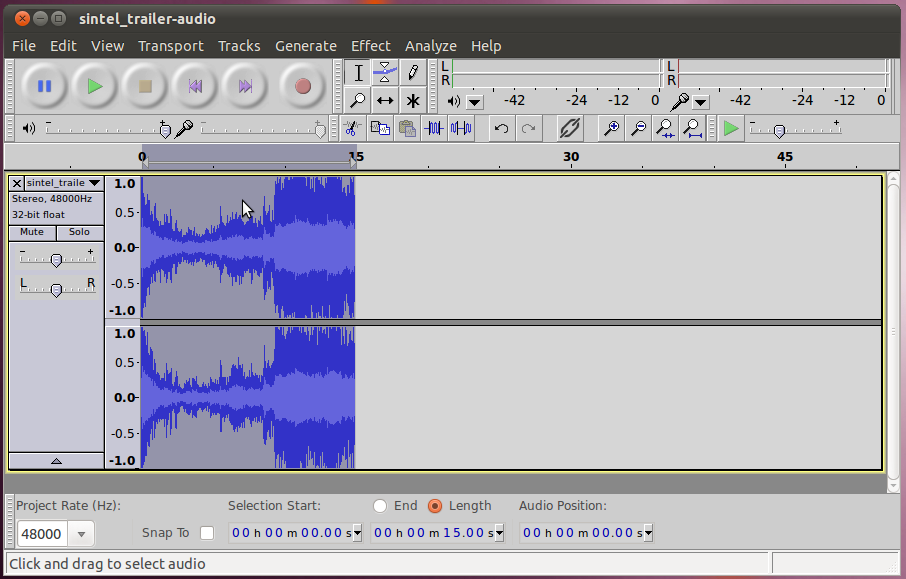 sintel_trailer-audio
File Edit View Transport Tracks Generate Effect Analyze Help
L
R
-42 -24 -12 0
L
R
-42 -24 -12 0
- +
0 15 30 45
sintel_traile
Stereo, 48000Hz
32-bit float
Mute Solo
- +
L R
1.0
0.5
0.0
-0.5
-1.0
1.0
0.5
0.0
-0.5
-1.0
Project Rate (Hz):
48000
Snap To
Selection Start:
00 h 00 m 00.00 s
End Length
00 h 00 m 15.00 s
Audio Position:
00 h 00 m 00.00 s
Click and drag to select audio